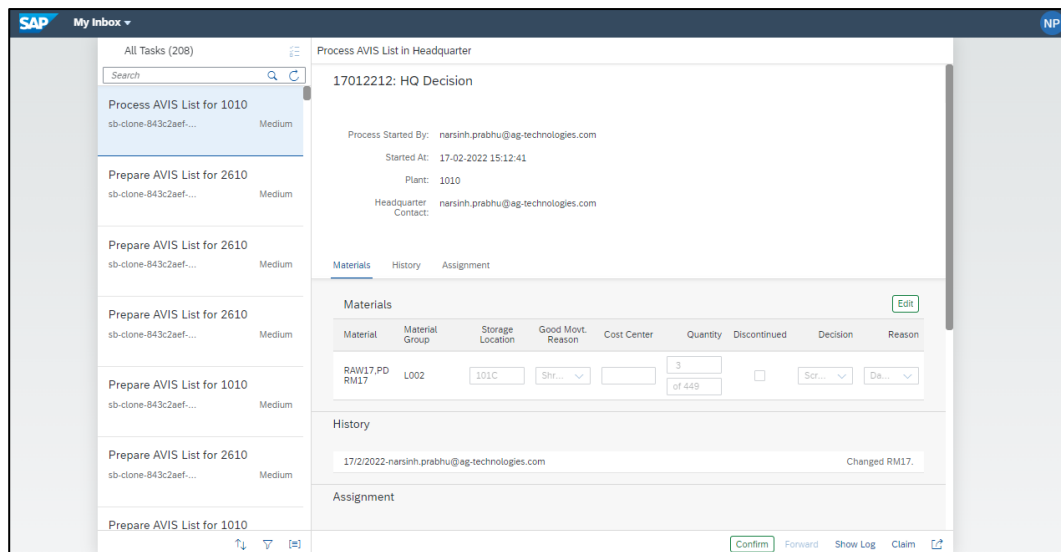 SAP My Inbox NP
All Tasks (208)
Search
Process AVIS List for 1010
sb-clone-843c2aef-... Medium
Prepare AVIS List for 2610
sb-clone-843c2aef-... Medium
Prepare AVIS List for 2610
sb-clone-843c2aef-... Medium
Prepare AVIS List for 2610
sb-clone-843c2aef-... Medium
Prepare AVIS List for 1010
sb-clone-843c2aef-... Medium
Prepare AVIS List for 2610
sb-clone-843c2aef-... Medium
Prepare AVIS List for 1010
Process AVIS List in Headquarter
17012212: HQ Decision
Process Started By: narsinh.prabhu@ag-technologies.com
Started At: 17-02-2022 15:12:41
Plant: 1010
Headquarter
Contact: narsinh.prabhu@ag-technologies.com
Materials History Assignment
Materials Edit
Material Material Group Storage Location Good Movt. Reason Cost Center Quantity Discontinued Decision Reason
RAW17,PD
RM17 L002 101C Shr... 3 Scr... Da...
of 449
History
17/2/2022-narsinh.prabhu@ag-technologies.com Changed RM17.
Assignment
Confirm Forward Show Log Claim